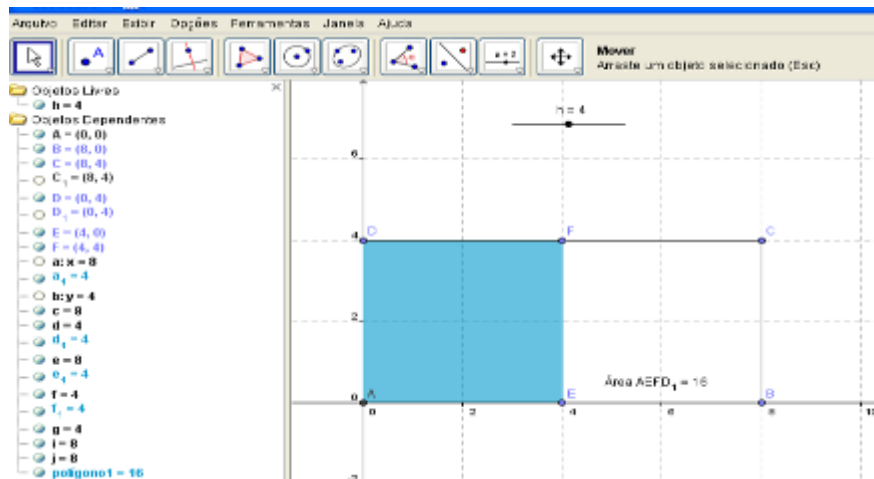 Arquivo Editar Exibir Opções Ferramentas Janela Ajuda
Mover
Arraste um objeto selecionado (Esc)
Objetos Livres
h = 4
Objetos Dependentes
A = (0, 0)
B = (8, 0)
C = (8, 4)
C₁ = (8, 4)
D = (0, 4)
D₁ = (0, 4)
E = (4, 0)
F = (4, 4)
a: x = 8
a₁ = 4
b: y = 4
c = 8
d = 4
d₁ = 4
e = 8
e₁ = 4
f = 4
f₁ = 4
g = 4
i = 8
j = 8
polígono1 = 16
A
a = 2
h = 4
6
4
D
F
C
2
Área AEFD₁ = 16
0
A
E
B
0
2
4
6
8
10